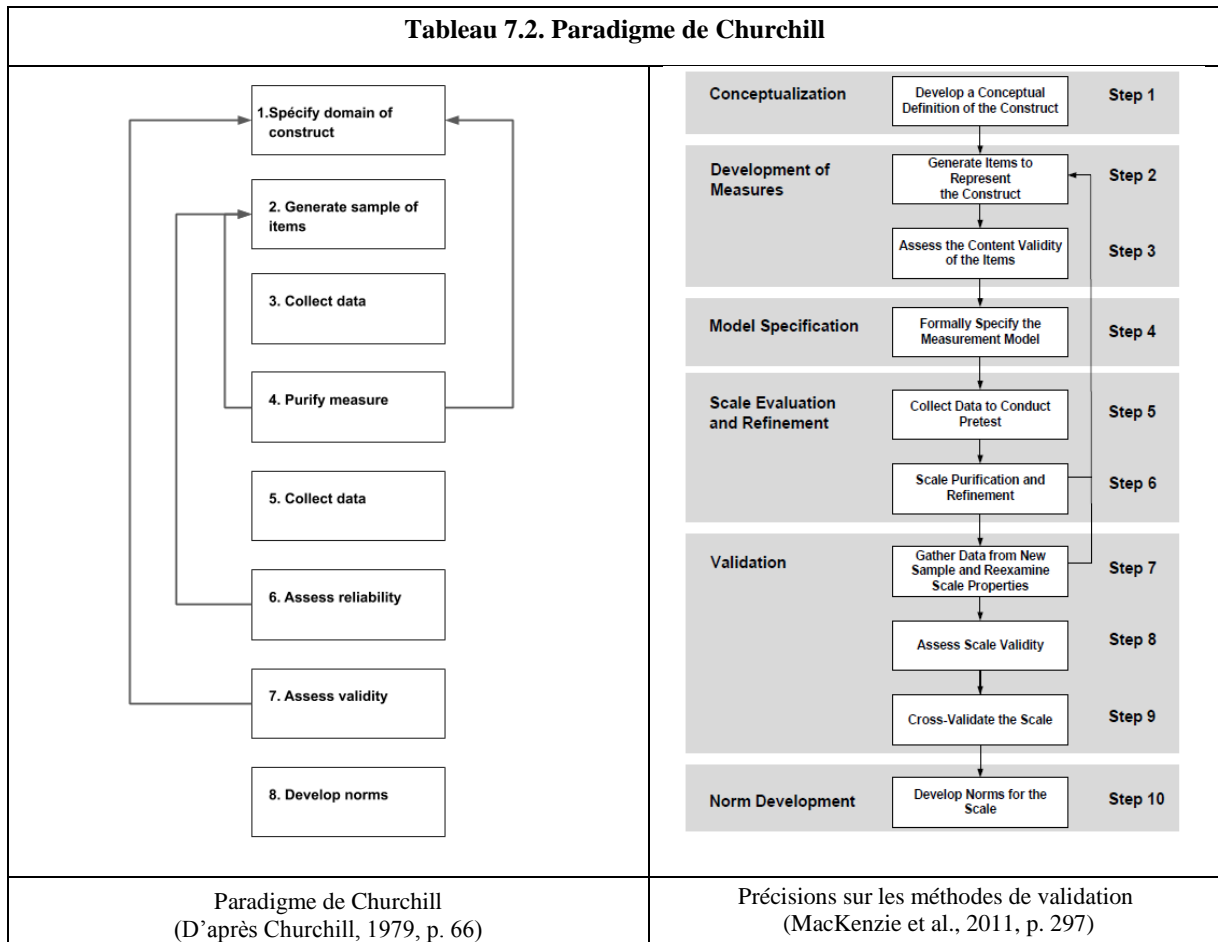 Tableau 7.2. Paradigme de Churchill
1.Spécify domain of
construct
2. Generate sample of
items
3. Collect data
4. Purify measure
5. Collect data
6. Assess reliability
7. Assess validity
8. Develop norms
Paradigme de Churchill
(D’après Churchill, 1979, p. 66)
Conceptualization
Develop a Conceptual
Definition of the Construct
Step 1
Development of
Measures
Generate Items to
Represent
the Construct
Step 2
Assess the Content Validity
of the Items
Step 3
Model Specification
Formally Specify the
Measurement Model
Step 4
Scale Evaluation
and Refinement
Collect Data to Conduct
Pretest
Step 5
Scale Purification and
Refinement
Step 6
Validation
Gather Data from New
Sample and Reexamine
Scale Properties
Step 7
Assess Scale Validity
Step 8
Cross-Validate the Scale
Step 9
Norm Development
Develop Norms for the
Scale
Step 10
Précisions sur les méthodes de validation
(MacKenzie et al., 2011, p. 297)